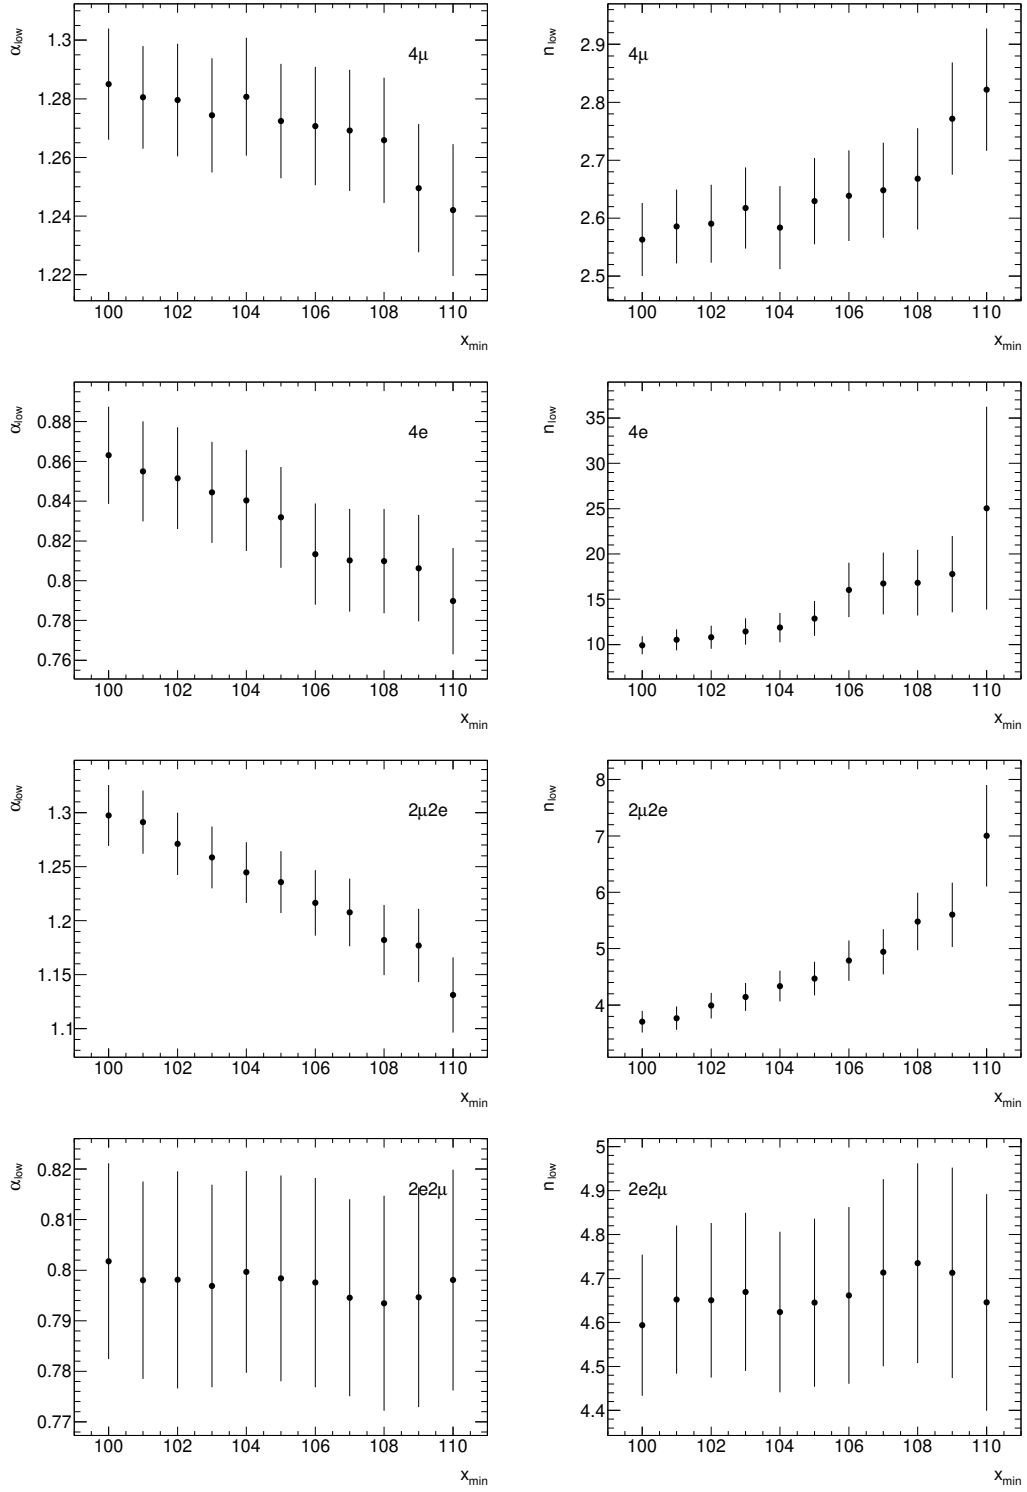 α_low
4μ
1.3
1.28
1.26
1.24
1.22
100 102 104 106 108 110
x_min
n_low
4μ
2.9
2.8
2.7
2.6
2.5
100 102 104 106 108 110
x_min
α_low
4e
0.88
0.86
0.84
0.82
0.8
0.78
0.76
100 102 104 106 108 110
x_min
n_low
4e
35
30
25
20
15
10
100 102 104 106 108 110
x_min
α_low
2μ2e
1.3
1.25
1.2
1.15
1.1
100 102 104 106 108 110
x_min
n_low
2μ2e
8
7
6
5
4
100 102 104 106 108 110
x_min
α_low
2e2μ
0.82
0.81
0.8
0.79
0.78
0.77
100 102 104 106 108 110
x_min
n_low
2e2μ
5
4.9
4.8
4.7
4.6
4.5
4.4
100 102 104 106 108 110
x_min